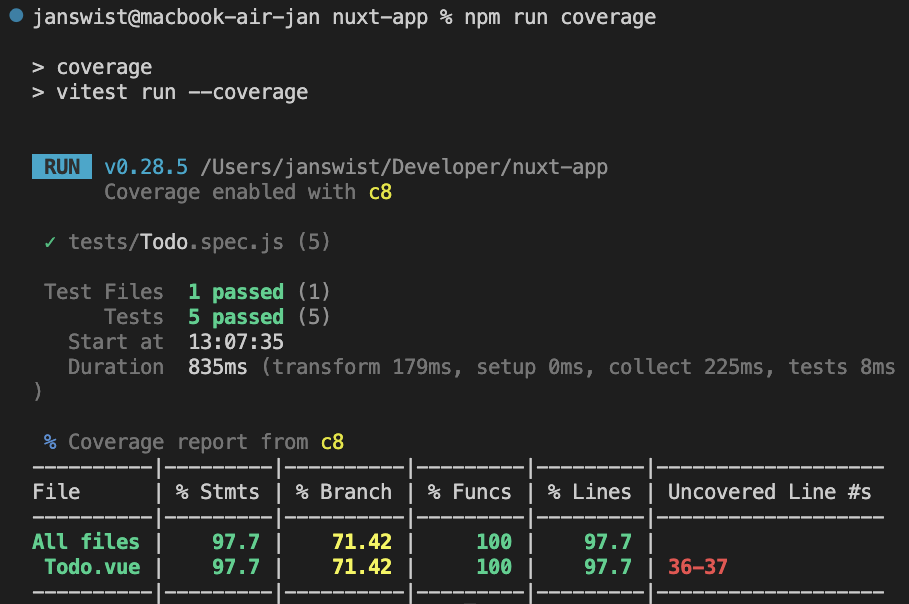 janswist@macbook-air-jan nuxt-app % npm run coverage
> coverage
> vitest run --coverage
RUN v0.28.5 /Users/janswist/Developer/nuxt-app
Coverage enabled with c8
✓ tests/Todo.spec.js (5)
Test Files 1 passed (1)
Tests 5 passed (5)
Start at 13:07:35
Duration 835ms (transform 179ms, setup 0ms, collect 225ms, tests 8ms
)
% Coverage report from c8
----------|---------|----------|---------|---------|-------------------
File | % Stmts | % Branch | % Funcs | % Lines | Uncovered Line #s
----------|---------|----------|---------|---------|-------------------
All files | 97.7 | 71.42 | 100 | 97.7 |
Todo.vue | 97.7 | 71.42 | 100 | 97.7 | 36-37
----------|---------|----------|---------|---------|-------------------